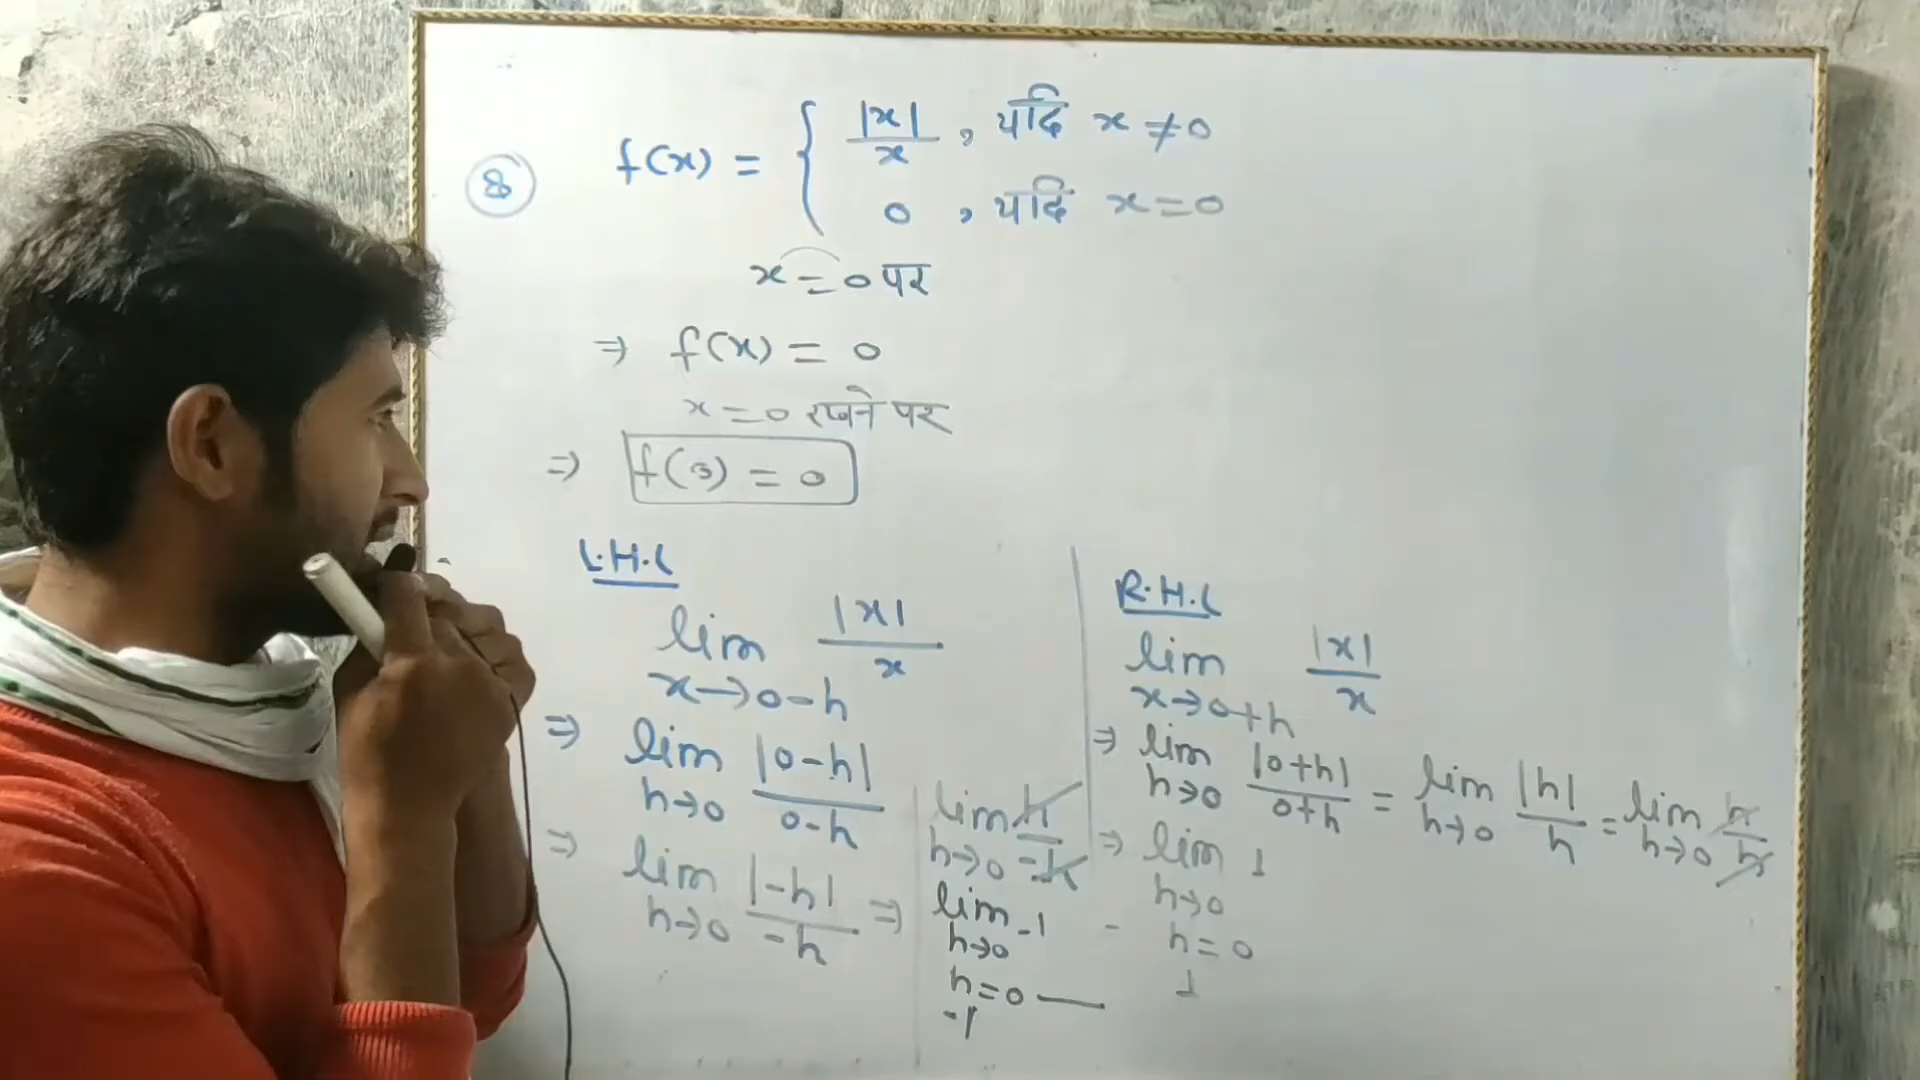 ⑧ f(x) = { |x|/x , यदि x ≠ 0
0 , यदि x = 0
x = 0 पर
⇒ f(x) = 0
x = 0 रखने पर
⇒ f(0) = 0
L.H.L
lim x→0-h |x|/x
⇒ lim h→0 |0-h|/0-h
⇒ lim h→0 |-h|/-h ⇒
lim h→0 h/-h
lim h→0 -1
h = 0
-1
R.H.L
lim x→0+h |x|/x
⇒ lim h→0 |0+h|/0+h = lim h→0 |h|/h = lim h→0 h/h
⇒ lim h→0 1
h = 0
1